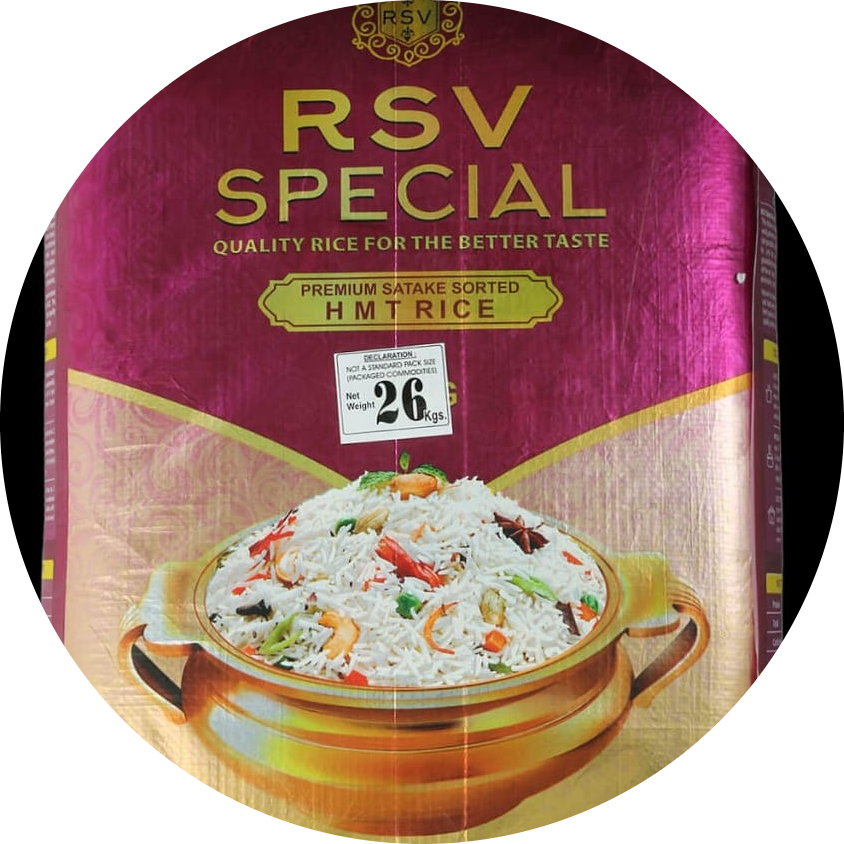 RSV
RSV
SPECIAL
QUALITY RICE FOR THE BETTER TASTE
PREMIUM SATAKE SORTED
HMT RICE
DECLARATION :
NOT A STANDARD PACK SIZE
(PACKAGED COMMODITIES)
Net
Weight 26 Kgs.
G